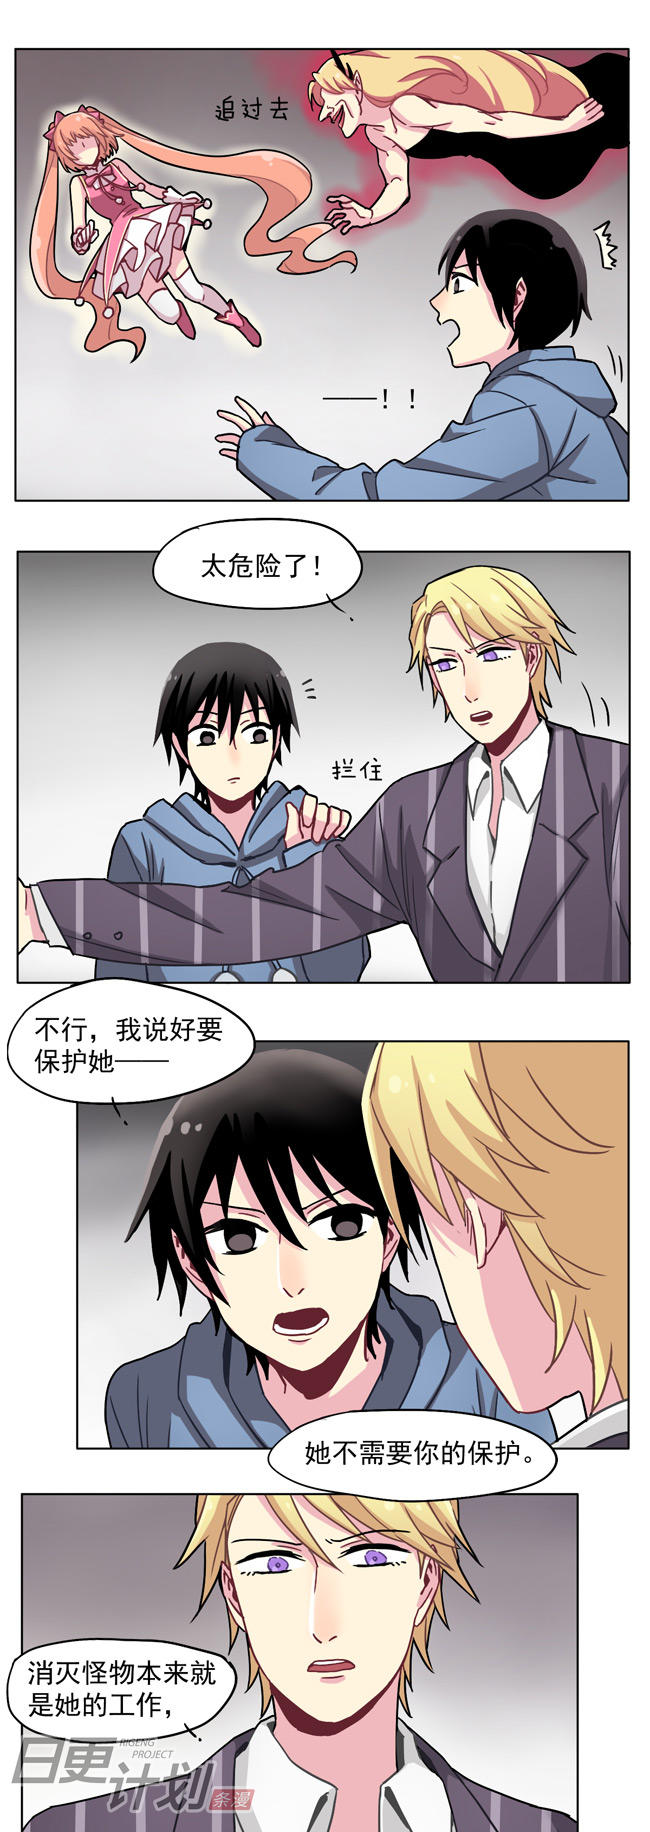 追过去
——！！
太危险了！
拦住
不行，我说好要
保护她——
她不需要你的保护。
消灭怪物本来就
是她的工作，
日更
RIGENG
PROJECT
计划
条漫